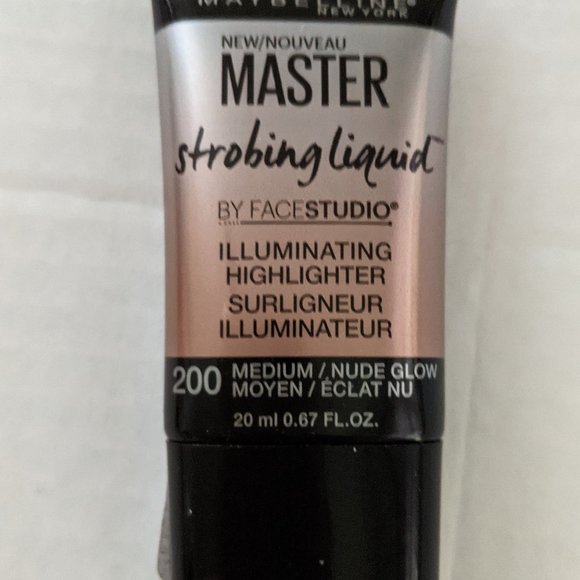 MAYBELLINE®
NEW YORK
NEW/NOUVEAU
MASTER
strobing liquid
BY FACESTUDIO®
ILLUMINATING
HIGHLIGHTER
SURLIGNEUR
ILLUMINATEUR
200 MEDIUM / NUDE GLOW
MOYEN / ÉCLAT NU
20 ml 0.67 FL.OZ.